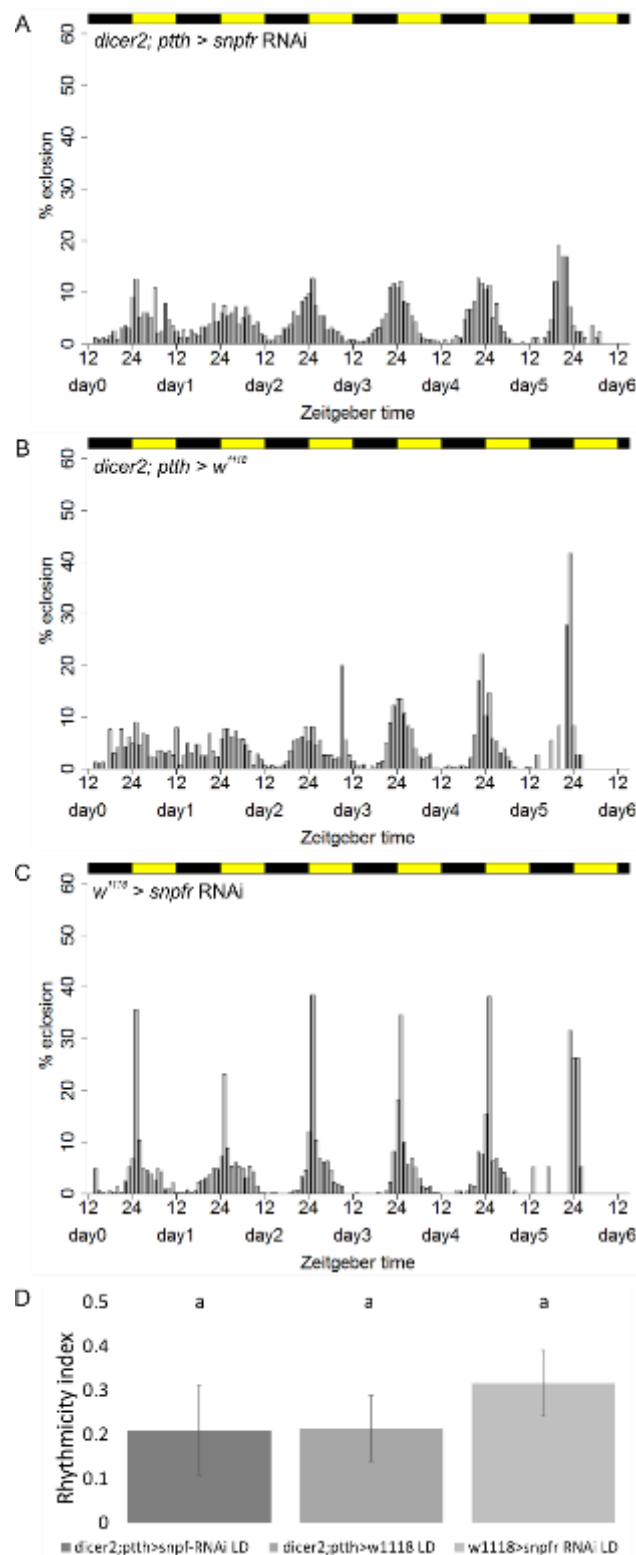 A
dicer2; ptth > snpfr RNAi
60
50
40
30
20
10
0
% eclosion
12 24 12 24 12 24 12 24 12 24 12 24 12
day0 day1 day2 day3 day4 day5 day6
Zeitgeber time
B
dicer2; ptth > w¹¹¹⁸
60
50
40
30
20
10
0
% eclosion
12 24 12 24 12 24 12 24 12 24 12 24 12
day0 day1 day2 day3 day4 day5 day6
Zeitgeber time
C
w¹¹¹⁸ > snpfr RNAi
60
50
40
30
20
10
0
% eclosion
12 24 12 24 12 24 12 24 12 24 12 24 12
day0 day1 day2 day3 day4 day5 day6
Zeitgeber time
D
0.5
0.4
0.3
0.2
0.1
0
Rhythmicity index
a a a
dicer2;ptth>snpf-RNAi LD dicer2;ptth>w1118 LD w1118>snpfr RNAi LD